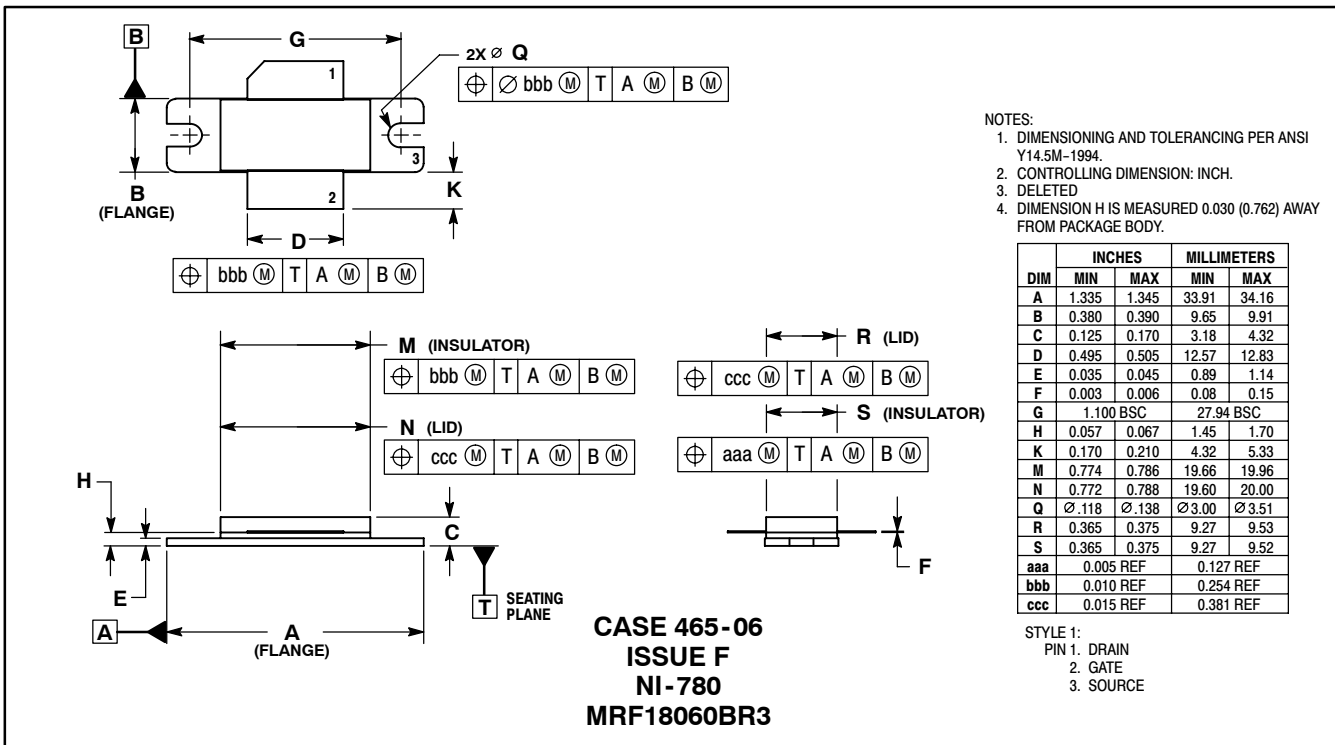 B
G
2X ⌀ Q
⌖ ⌀ bbb Ⓜ T A Ⓜ B Ⓜ
1
3
B
(FLANGE)
K
2
D
⌖ bbb Ⓜ T A Ⓜ B Ⓜ
M (INSULATOR)
⌖ bbb Ⓜ T A Ⓜ B Ⓜ
N (LID)
⌖ ccc Ⓜ T A Ⓜ B Ⓜ
R (LID)
⌖ ccc Ⓜ T A Ⓜ B Ⓜ
S (INSULATOR)
⌖ aaa Ⓜ T A Ⓜ B Ⓜ
H
C
E
F
T SEATING
PLANE
A
A
(FLANGE)
CASE 465-06
ISSUE F
NI-780
MRF18060BR3
NOTES:
1. DIMENSIONING AND TOLERANCING PER ANSI
Y14.5M-1994.
2. CONTROLLING DIMENSION: INCH.
3. DELETED
4. DIMENSION H IS MEASURED 0.030 (0.762) AWAY
FROM PACKAGE BODY.
INCHES MILLIMETERS
DIM MIN MAX MIN MAX
A 1.335 1.345 33.91 34.16
B 0.380 0.390 9.65 9.91
C 0.125 0.170 3.18 4.32
D 0.495 0.505 12.57 12.83
E 0.035 0.045 0.89 1.14
F 0.003 0.006 0.08 0.15
G 1.100 BSC 27.94 BSC
H 0.057 0.067 1.45 1.70
K 0.170 0.210 4.32 5.33
M 0.774 0.786 19.66 19.96
N 0.772 0.788 19.60 20.00
Q ⌀.118 ⌀.138 ⌀3.00 ⌀3.51
R 0.365 0.375 9.27 9.53
S 0.365 0.375 9.27 9.52
aaa 0.005 REF 0.127 REF
bbb 0.010 REF 0.254 REF
ccc 0.015 REF 0.381 REF
STYLE 1:
PIN 1. DRAIN
2. GATE
3. SOURCE